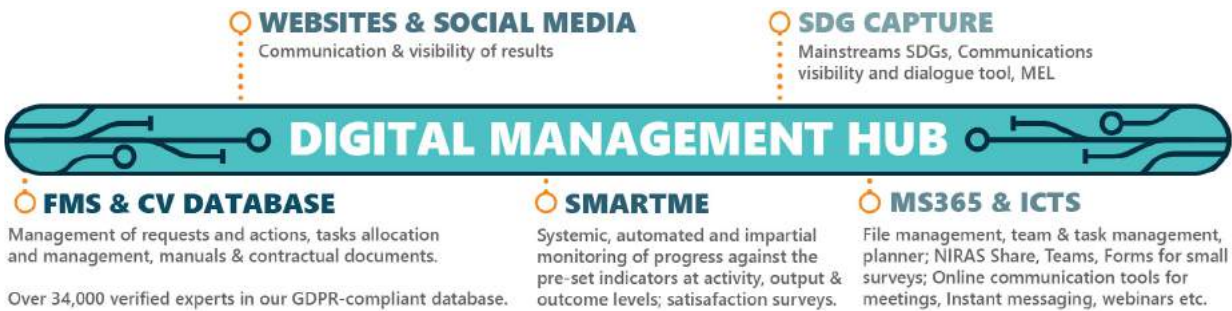 WEBSITES & SOCIAL MEDIA
Communication & visibility of results
SDG CAPTURE
Mainstreams SDGs, Communications
visibility and dialogue tool, MEL
DIGITAL MANAGEMENT HUB
FMS & CV DATABASE
Management of requests and actions, tasks allocation
and management, manuals & contractual documents.
Over 34,000 verified experts in our GDPR-compliant database.
SMARTME
Systemic, automated and impartial
monitoring of progress against the
pre-set indicators at activity, output &
outcome levels; satisafaction surveys.
MS365 & ICTS
File management, team & task management,
planner; NIRAS Share, Teams, Forms for small
surveys; Online communication tools for
meetings, Instant messaging, webinars etc.